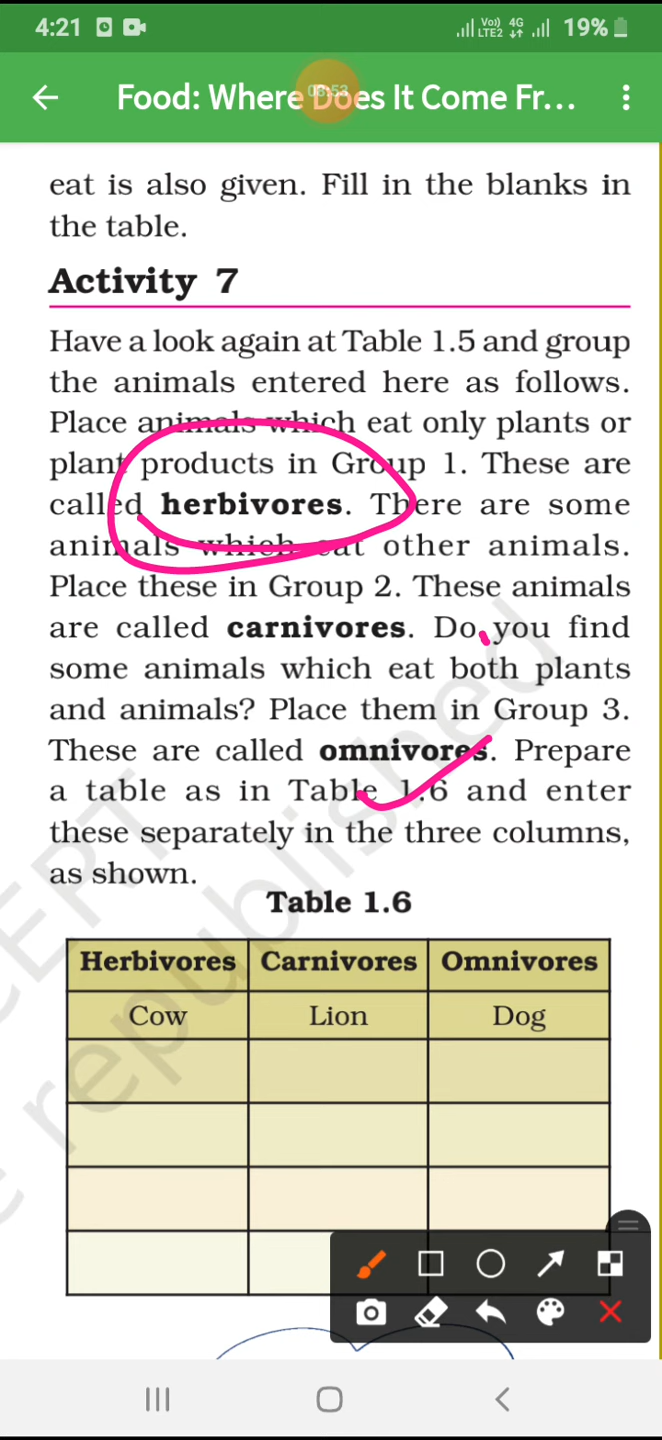 4:21
Vo)) 4G
LTE2 19%
Food: Where Does It Come Fr...
08:53
eat is also given. Fill in the blanks in
the table.
Activity 7
Have a look again at Table 1.5 and group
the animals entered here as follows.
Place animals which eat only plants or
plant products in Group 1. These are
called herbivores. There are some
animals which eat other animals.
Place these in Group 2. These animals
are called carnivores. Do you find
some animals which eat both plants
and animals? Place them in Group 3.
These are called omnivores. Prepare
a table as in Table 1.6 and enter
these separately in the three columns,
as shown.
Table 1.6
Herbivores Carnivores Omnivores
Cow Lion Dog
republished